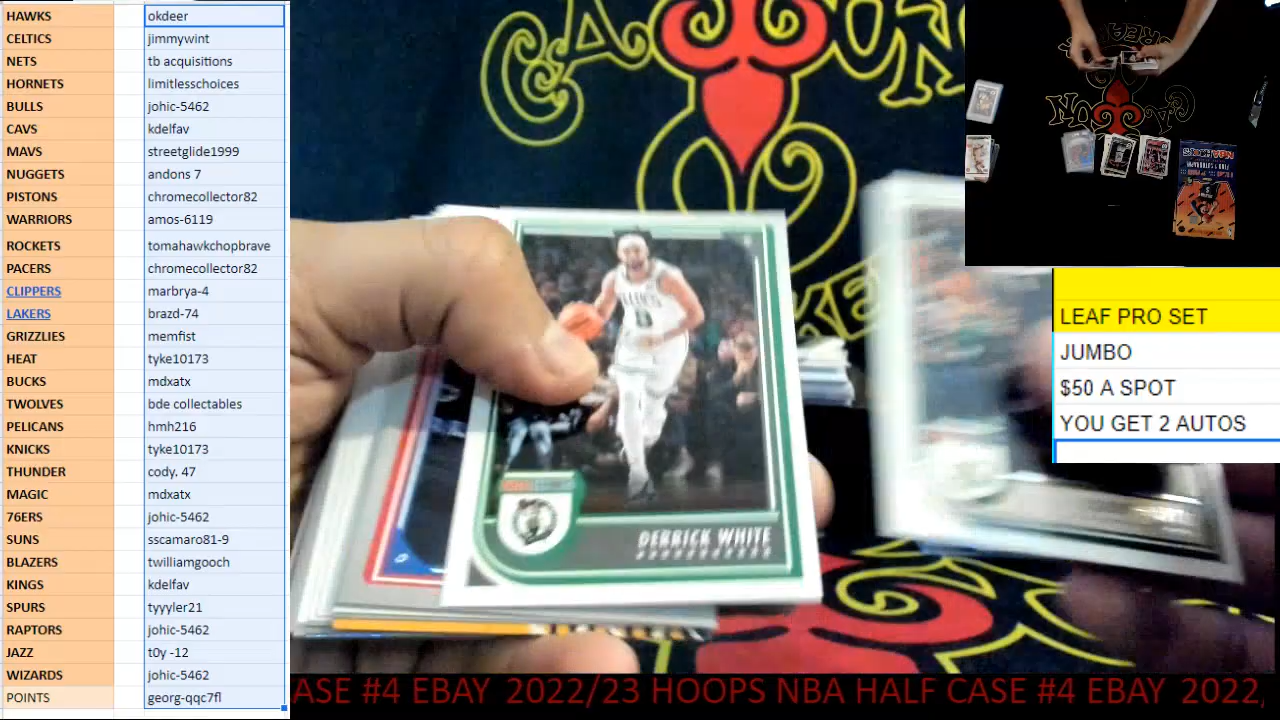 HAWKS okdeer
CELTICS jimmywint
NETS tb acquisitions
HORNETS limitlesschoices
BULLS johic-5462
CAVS kdelfav
MAVS streetglide1999
NUGGETS andons 7
PISTONS chromecollector82
WARRIORS amos-6119
ROCKETS tomahawkchopbrave
PACERS chromecollector82
CLIPPERS marbrya-4
LAKERS brazd-74
GRIZZLIES memfist
HEAT tyke10173
BUCKS mdxatx
TWOLVES bde collectables
PELICANS hmh216
KNICKS tyke10173
THUNDER cody. 47
MAGIC mdxatx
76ERS johic-5462
SUNS sscamaro81-9
BLAZERS twilliamgooch
KINGS kdelfav
SPURS tyyyler21
RAPTORS johic-5462
JAZZ t0y -12
WIZARDS johic-5462
POINTS georg-qqc7fl
DERRICK WHITE
LEAF PRO SET
JUMBO
$50 A SPOT
YOU GET 2 AUTOS
ASE #4 EBAY 2022/23 HOOPS NBA HALF CASE #4 EBAY 2022/